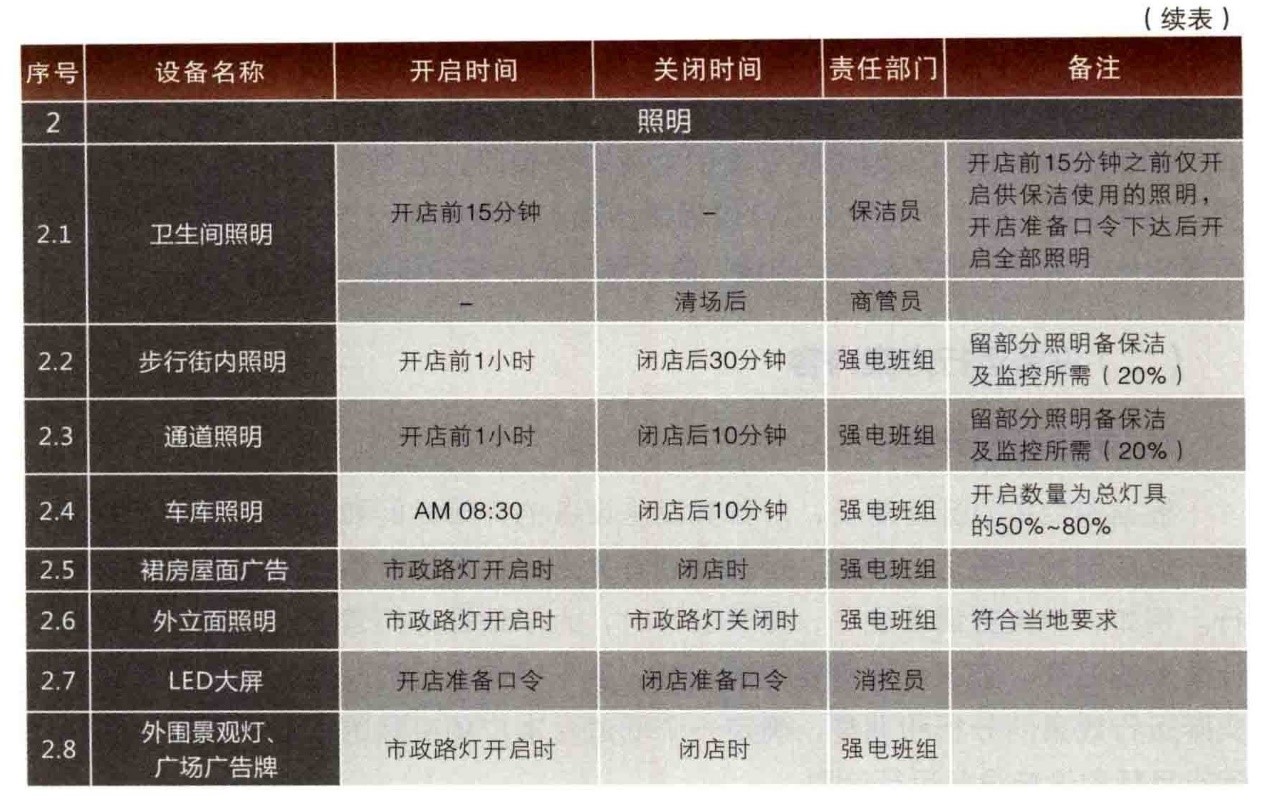 （续表）
序号 设备名称 开启时间 关闭时间 责任部门 备注
2 照明
2.1 卫生间照明 开店前15分钟 – 保洁员 开店前15分钟之前仅开
启供保洁使用的照明，
开店准备口令下达后开
启全部照明
– 清场后 商管员
2.2 步行街内照明 开店前1小时 闭店后30分钟 强电班组 留部分照明备保洁
及监控所需（20%）
2.3 通道照明 开店前1小时 闭店后10分钟 强电班组 留部分照明备保洁
及监控所需（20%）
2.4 车库照明 AM 08:30 闭店后10分钟 强电班组 开启数量为总灯具
的50%~80%
2.5 裙房屋面广告 市政路灯开启时 闭店时 强电班组
2.6 外立面照明 市政路灯开启时 市政路灯关闭时 强电班组 符合当地要求
2.7 LED大屏 开店准备口令 闭店准备口令 消控员
2.8 外围景观灯、
广场广告牌 市政路灯开启时 闭店时 强电班组